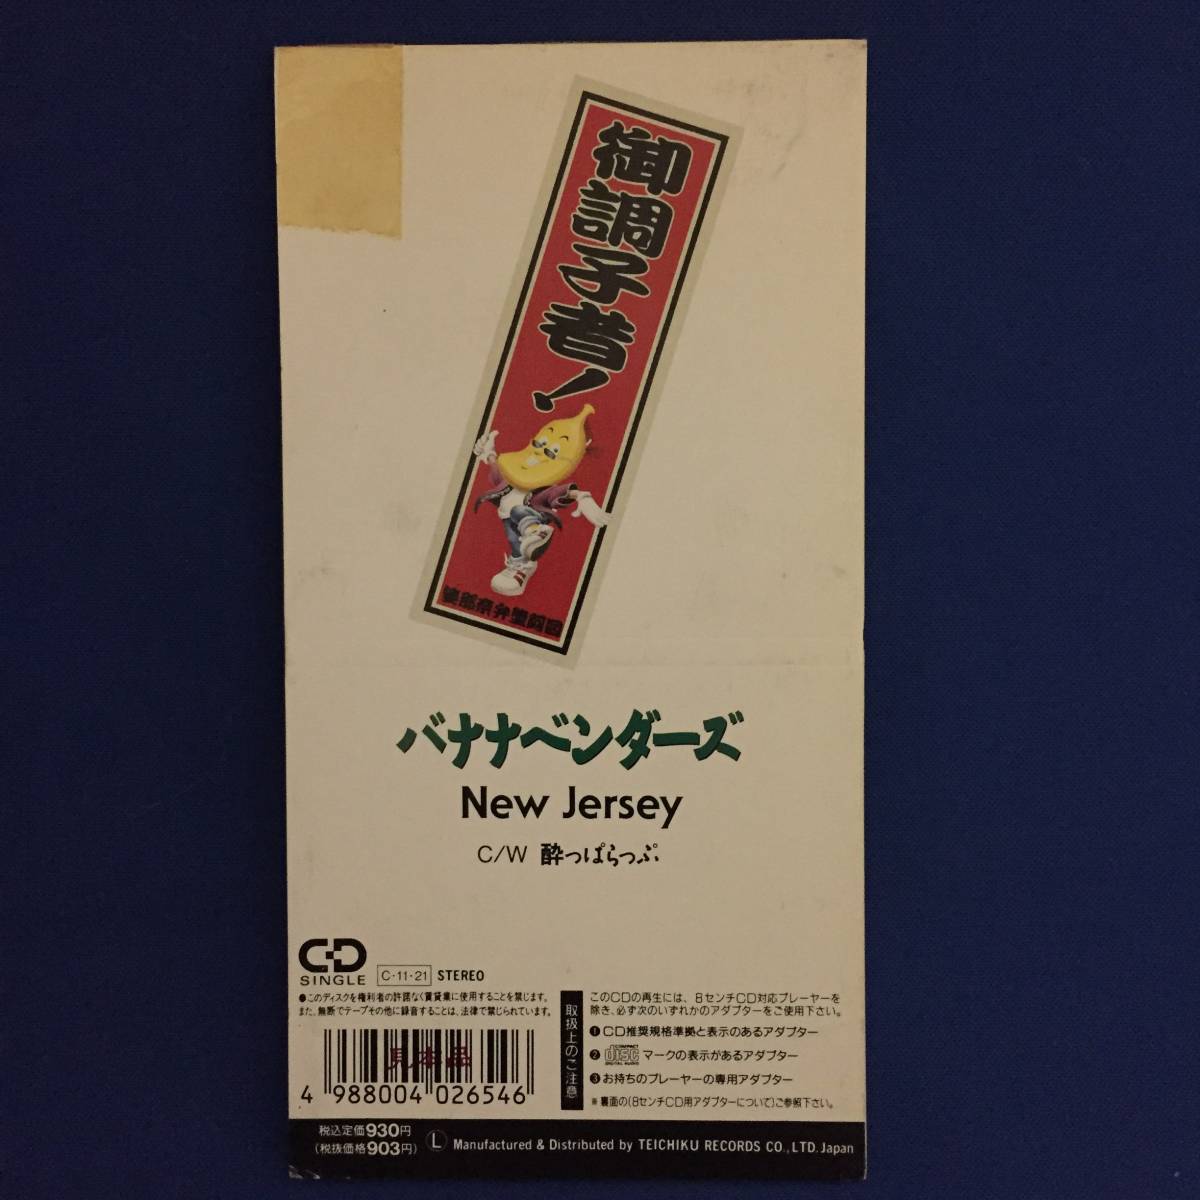 御調子者!
バナナベンダーズ
New Jersey
C/W 酔っぱらっぷ
CD
SINGLE
C-11-21 STEREO
●このディスクを権利者の許諾なく賃貸業に使用することを禁じます。
また、無断でテープその他に録音することは、法律で禁じられています。
見本品
4 988004 026546
取扱上のご注意
このCDの再生には、8センチCD対応プレーヤーを
除き、必ず次のいずれかのアダプターをご使用下さい。
❶CD推奨規格準拠と表示のあるアダプター
❷ COMPACT disc DIGITAL AUDIO マークの表示があるアダプター
❸お持ちのプレーヤーの専用アダプター
※裏面の(8センチCD用アダプターについて)ご参照下さい。
税込定価930円
(税抜価格903円)
Ⓛ Manufactured & Distributed by TEICHIKU RECORDS CO., LTD. Japan